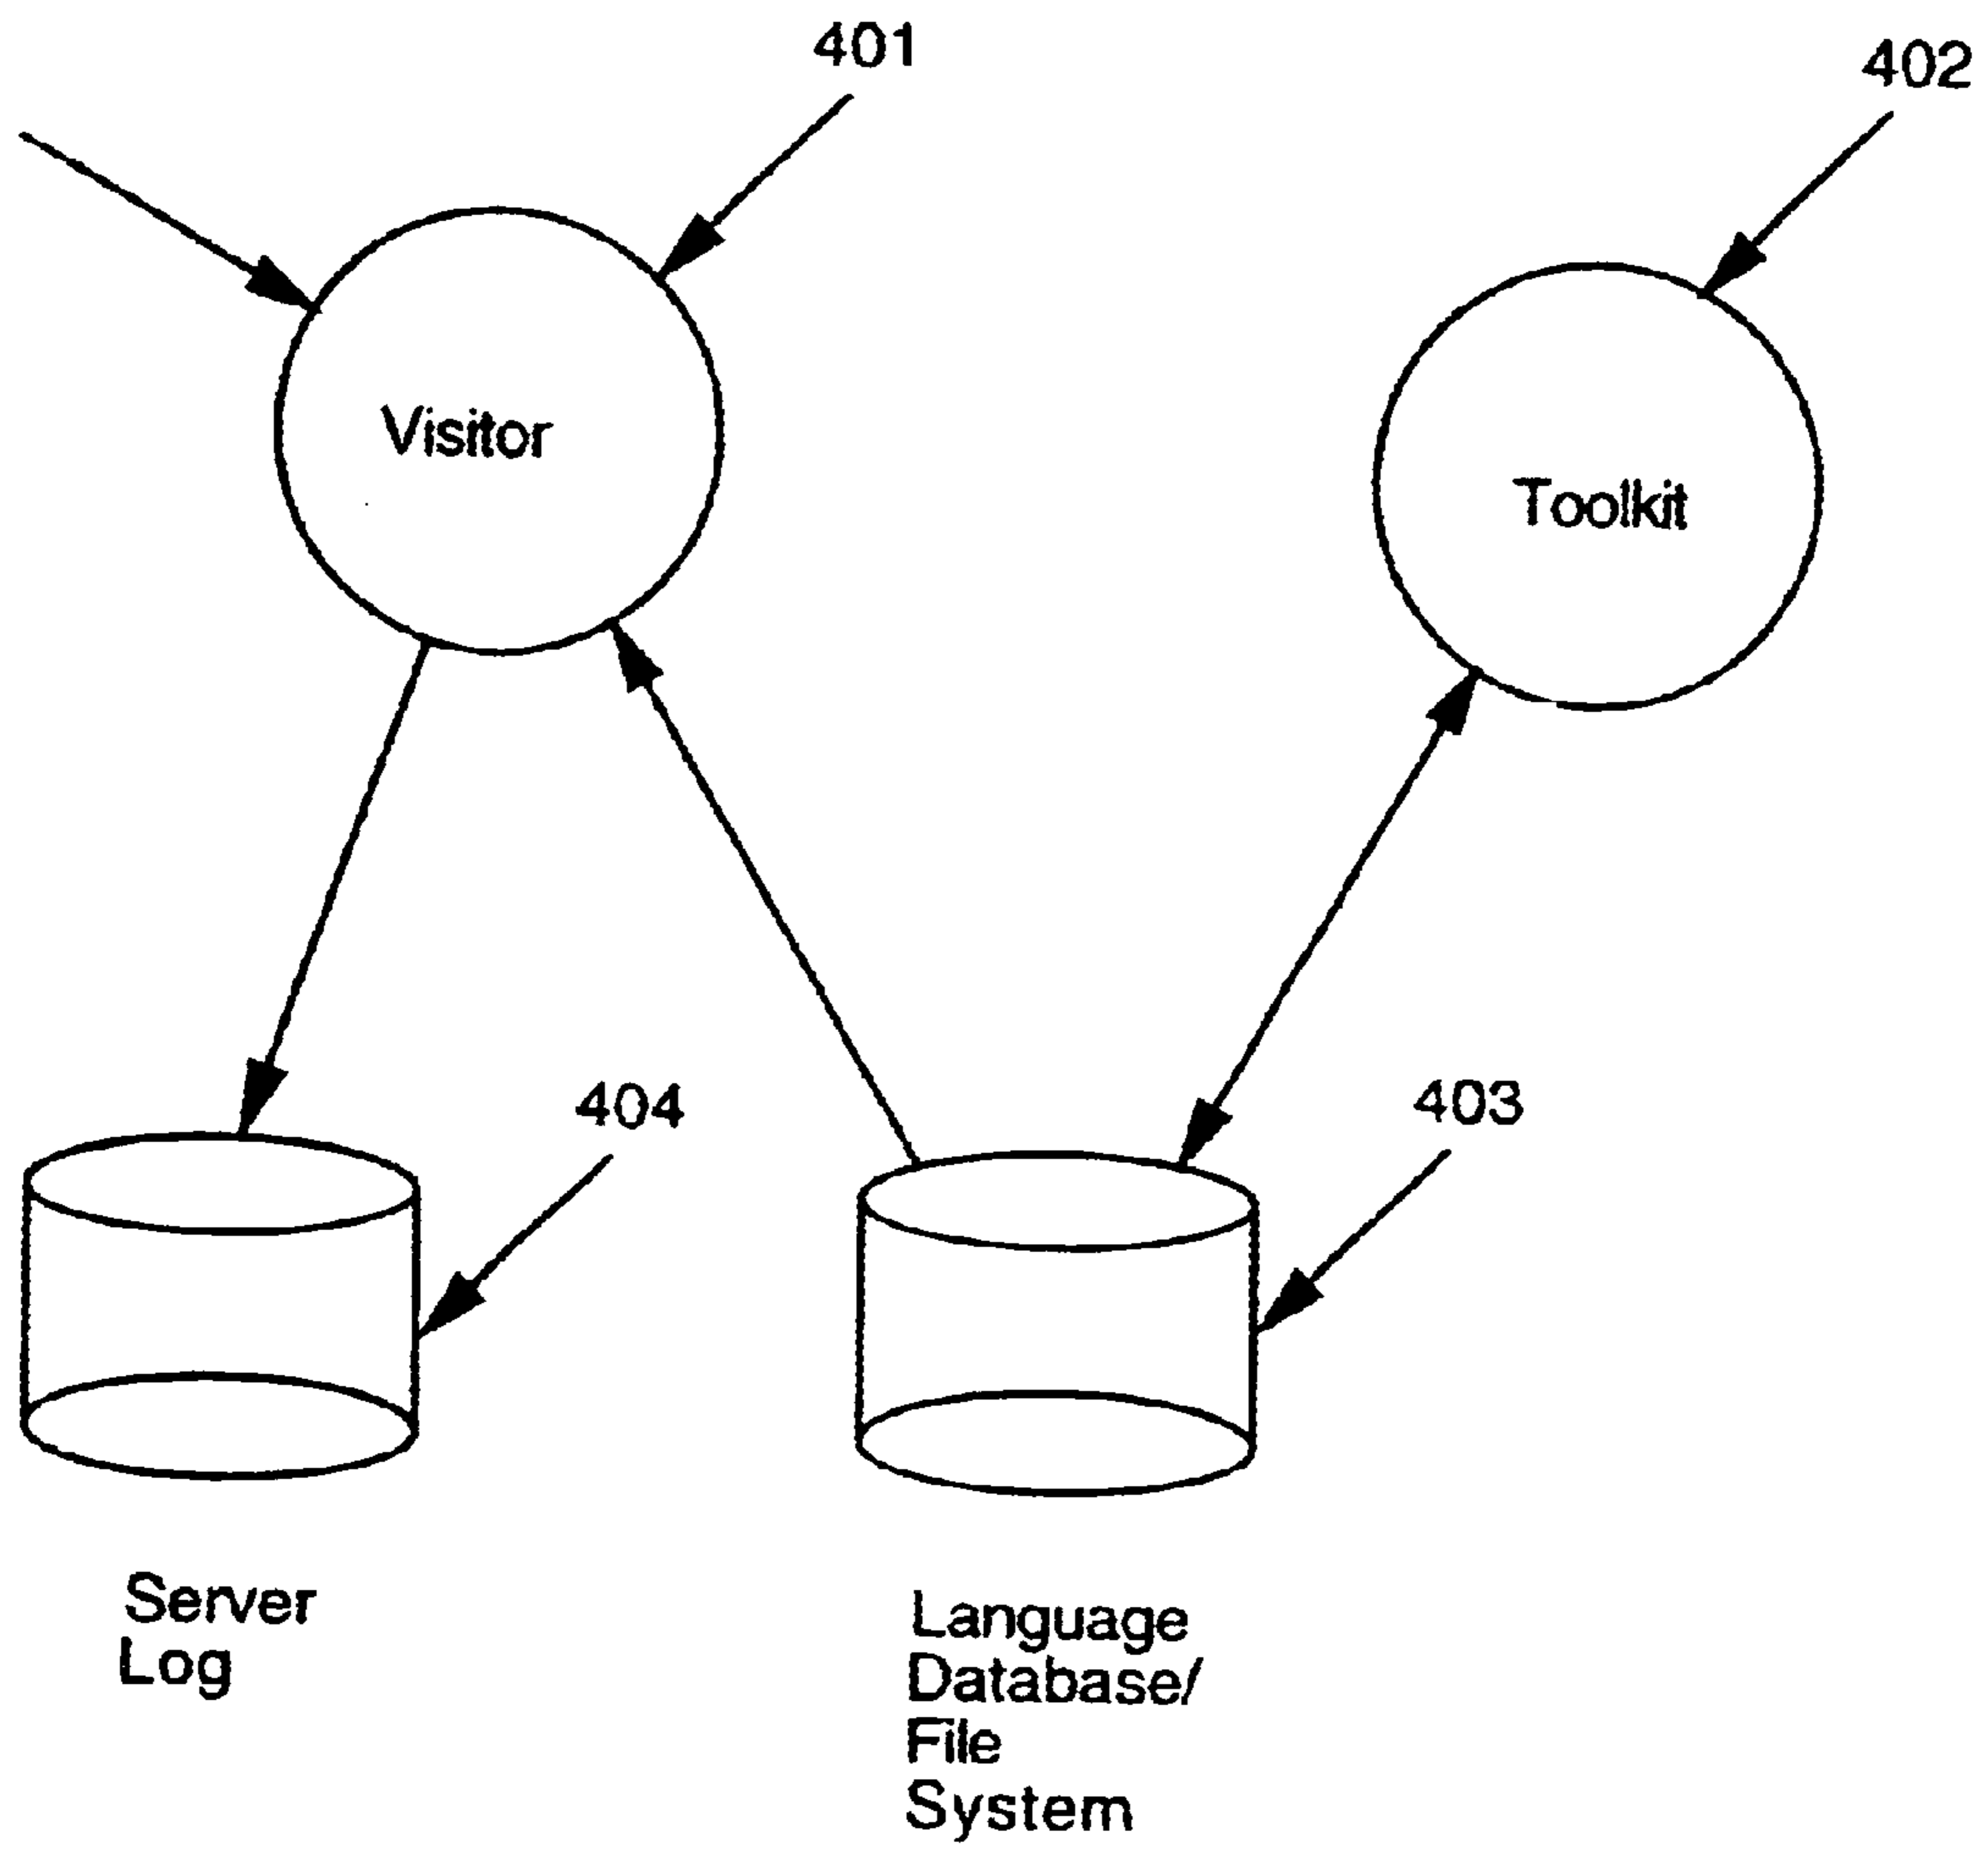 401
402
Visitor
Toolkit
404
403
Server
Log
Language
Database/
File
System